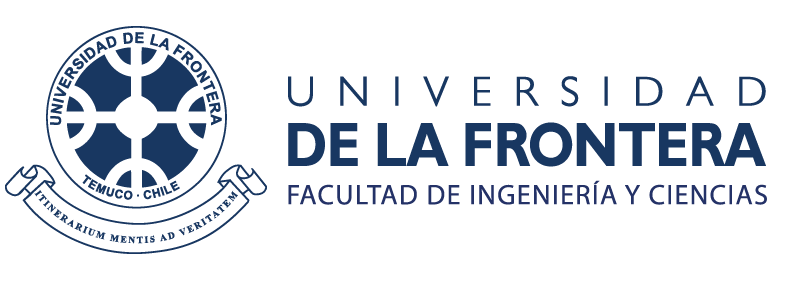 UNIVERSIDAD DE LA FRONTERA
TEMUCO · CHILE
ITINERARIUM MENTIS AD VERITATEM
UNIVERSIDAD
DE LA FRONTERA
FACULTAD DE INGENIERÍA Y CIENCIAS